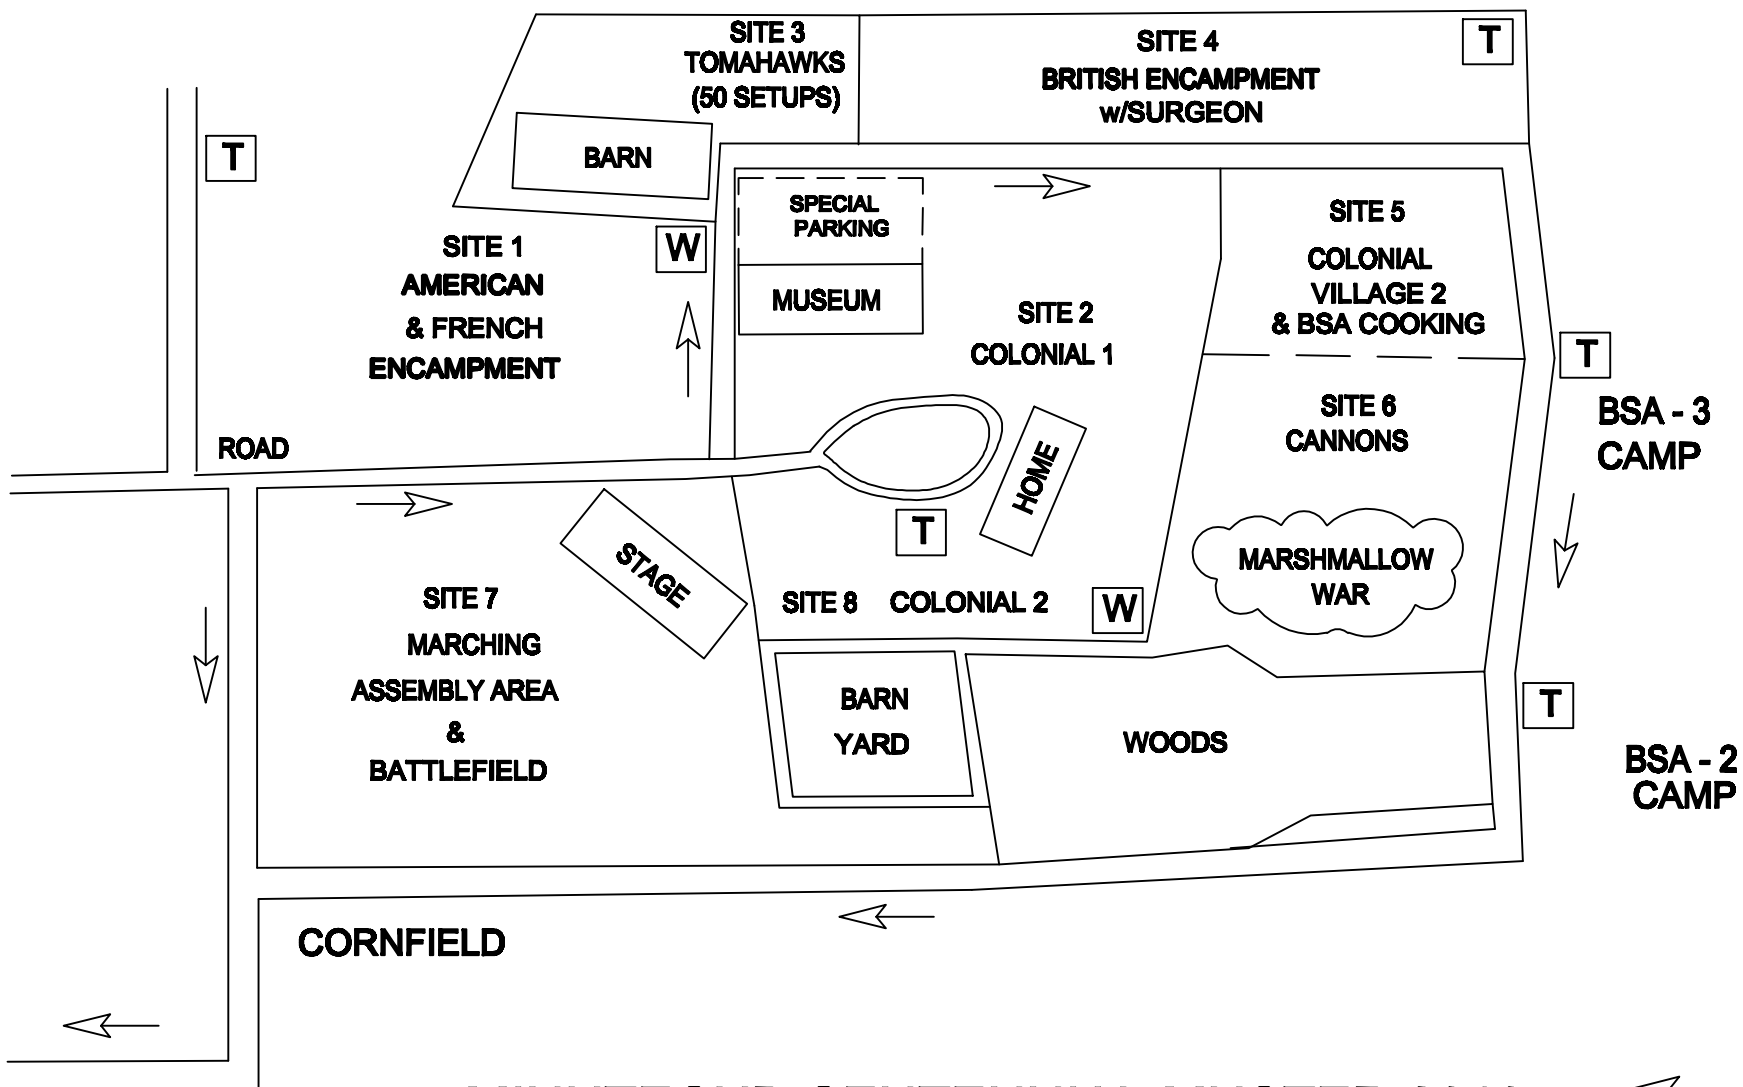 SITE 3
TOMAHAWKS
(50 SETUPS)
SITE 4
BRITISH ENCAMPMENT
w/SURGEON
T
T
BARN
SPECIAL
PARKING
MUSEUM
W
SITE 1
AMERICAN
& FRENCH
ENCAMPMENT
SITE 2
COLONIAL 1
SITE 5
COLONIAL
VILLAGE 2
& BSA COOKING
T
BSA - 3
CAMP
SITE 6
CANNONS
ROAD
HOME
T
STAGE
MARSHMALLOW
WAR
SITE 7
MARCHING
ASSEMBLY AREA
&
BATTLEFIELD
SITE 8 COLONIAL 2
W
BARN
YARD
WOODS
T
BSA - 2
CAMP
CORNFIELD